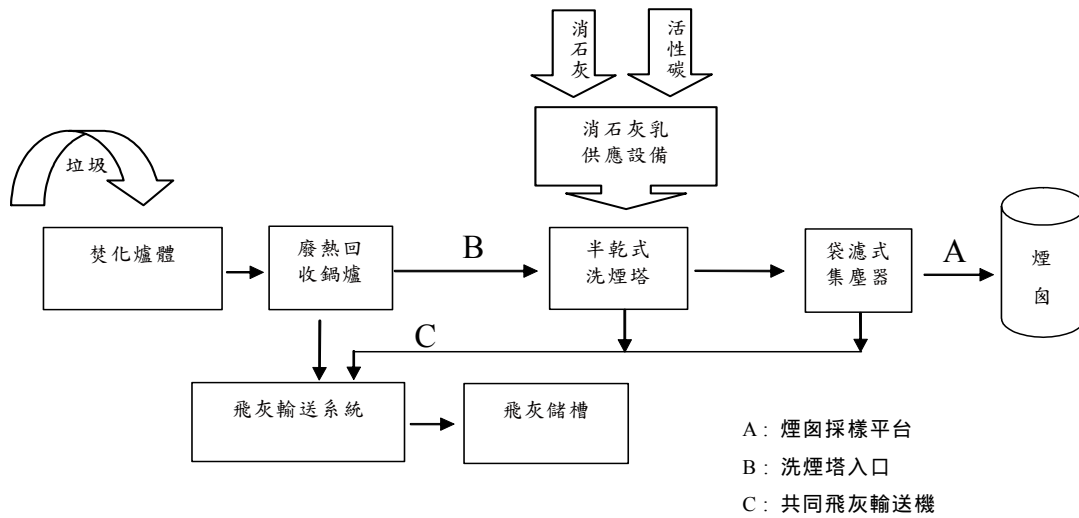 消石灰
活性碳
消石灰乳
供應設備
垃圾
焚化爐體
廢熱回
收鍋爐
B
半乾式
洗煙塔
袋濾式
集塵器
A
煙
囪
C
飛灰輸送系統
飛灰儲槽
A：煙囪採樣平台
B：洗煙塔入口
C：共同飛灰輸送機